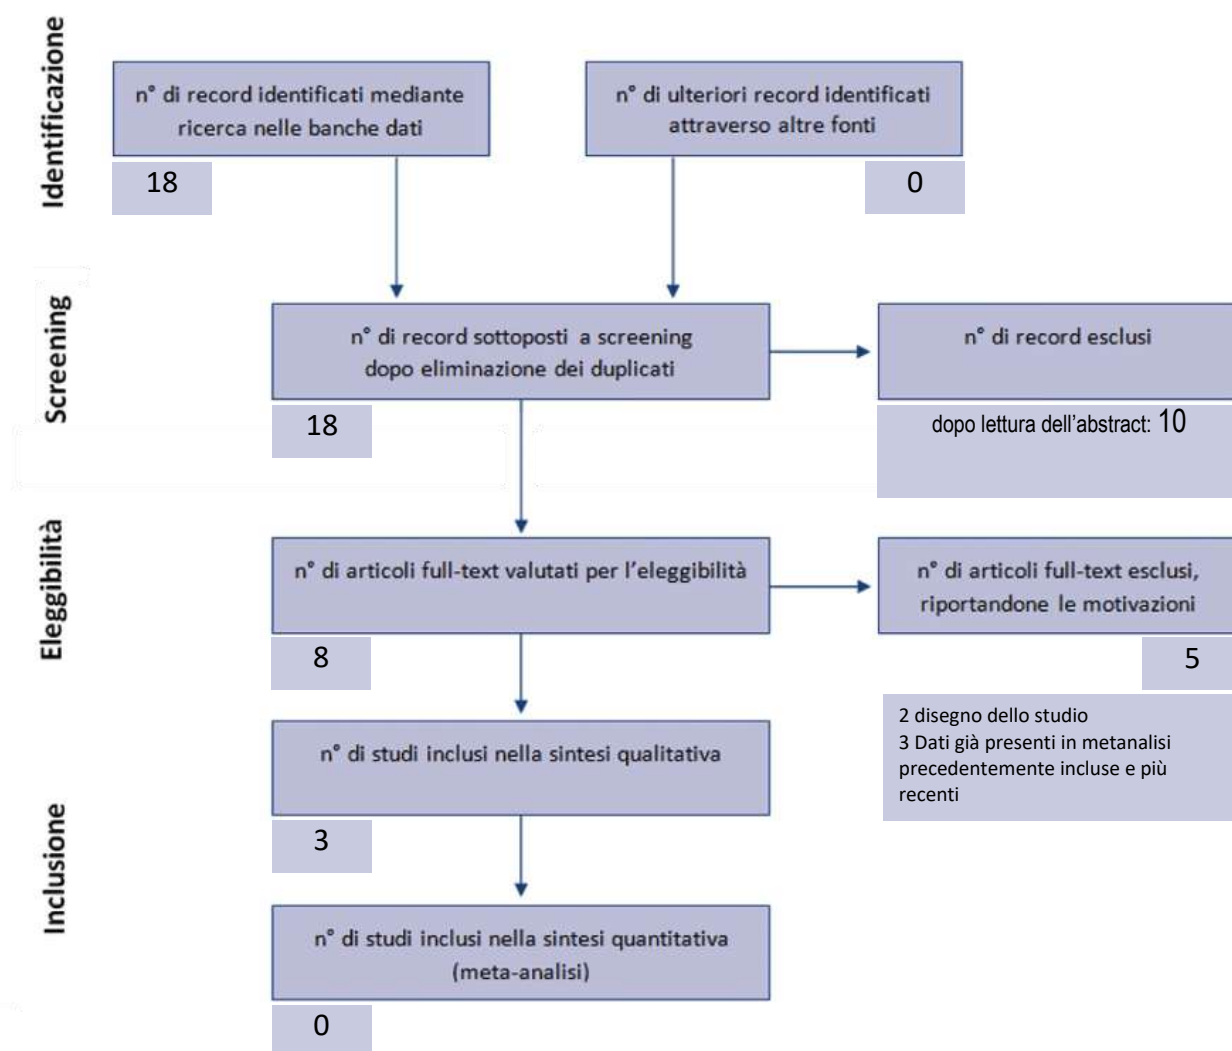 Identificazione
n° di record identificati mediante
ricerca nelle banche dati
18
n° di ulteriori record identificati
attraverso altre fonti
0
Screening
n° di record sottoposti a screening
dopo eliminazione dei duplicati
18
n° di record esclusi
dopo lettura dell’abstract: 10
Eleggibilità
n° di articoli full-text valutati per l’eleggibilità
8
n° di articoli full-text esclusi,
riportandone le motivazioni
5
2 disegno dello studio
3 Dati già presenti in metanalisi
precedentemente incluse e più
recenti
Inclusione
n° di studi inclusi nella sintesi qualitativa
3
n° di studi inclusi nella sintesi quantitativa
(meta-analisi)
0